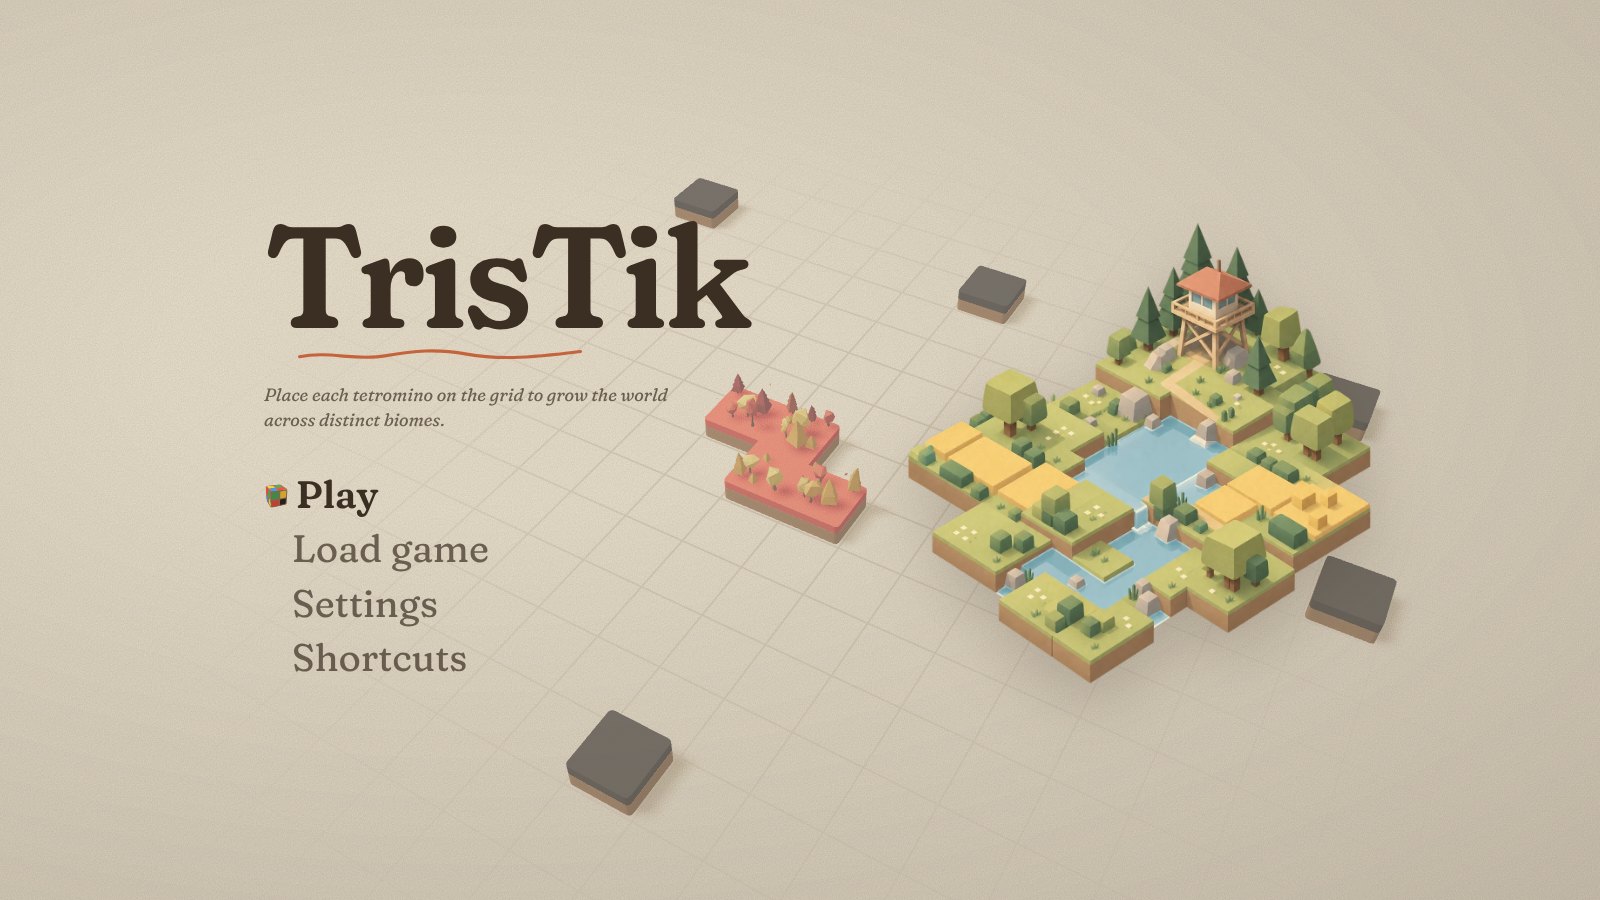 TrisTik
Place each tetromino on the grid to grow the world
across distinct biomes.
Play
Load game
Settings
Shortcuts